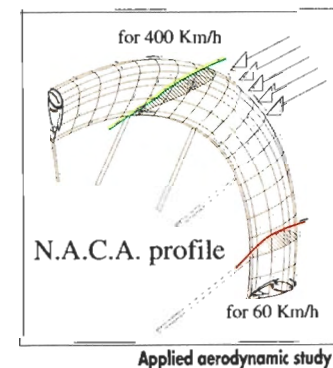 for 400 Km/h
N.A.C.A. profile
for 60 Km/h
Applied aerodynamic study